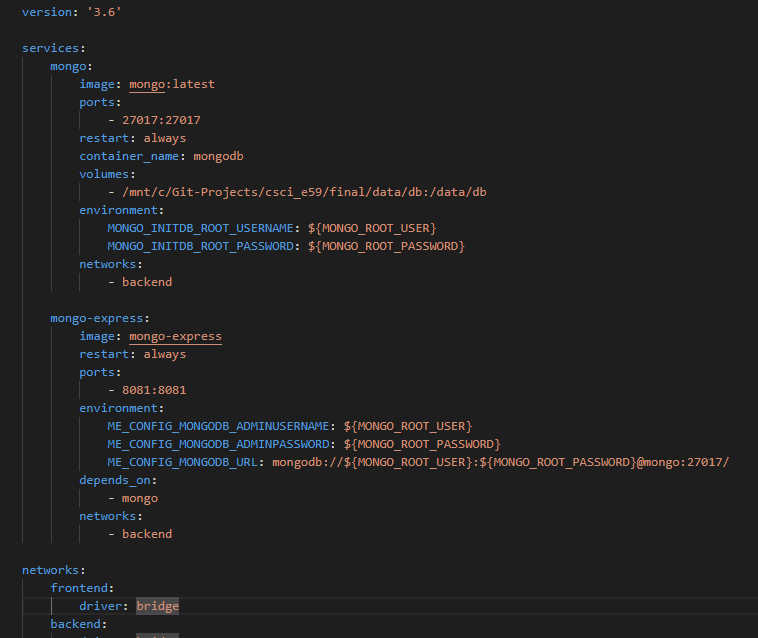 version: '3.6'
services:
    mongo:
        image: mongo:latest
        ports:
            - 27017:27017
        restart: always
        container_name: mongodb
        volumes:
            - /mnt/c/Git-Projects/csci_e59/final/data/db:/data/db
        environment:
            MONGO_INITDB_ROOT_USERNAME: ${MONGO_ROOT_USER}
            MONGO_INITDB_ROOT_PASSWORD: ${MONGO_ROOT_PASSWORD}
        networks:
            - backend
    mongo-express:
        image: mongo-express
        restart: always
        ports:
            - 8081:8081
        environment:
            ME_CONFIG_MONGODB_ADMINUSERNAME: ${MONGO_ROOT_USER}
            ME_CONFIG_MONGODB_ADMINPASSWORD: ${MONGO_ROOT_PASSWORD}
            ME_CONFIG_MONGODB_URL: mongodb://${MONGO_ROOT_USER}:${MONGO_ROOT_PASSWORD}@mongo:27017/
        depends_on:
            - mongo
        networks:
            - backend
networks:
    frontend:
        driver: bridge
    backend: